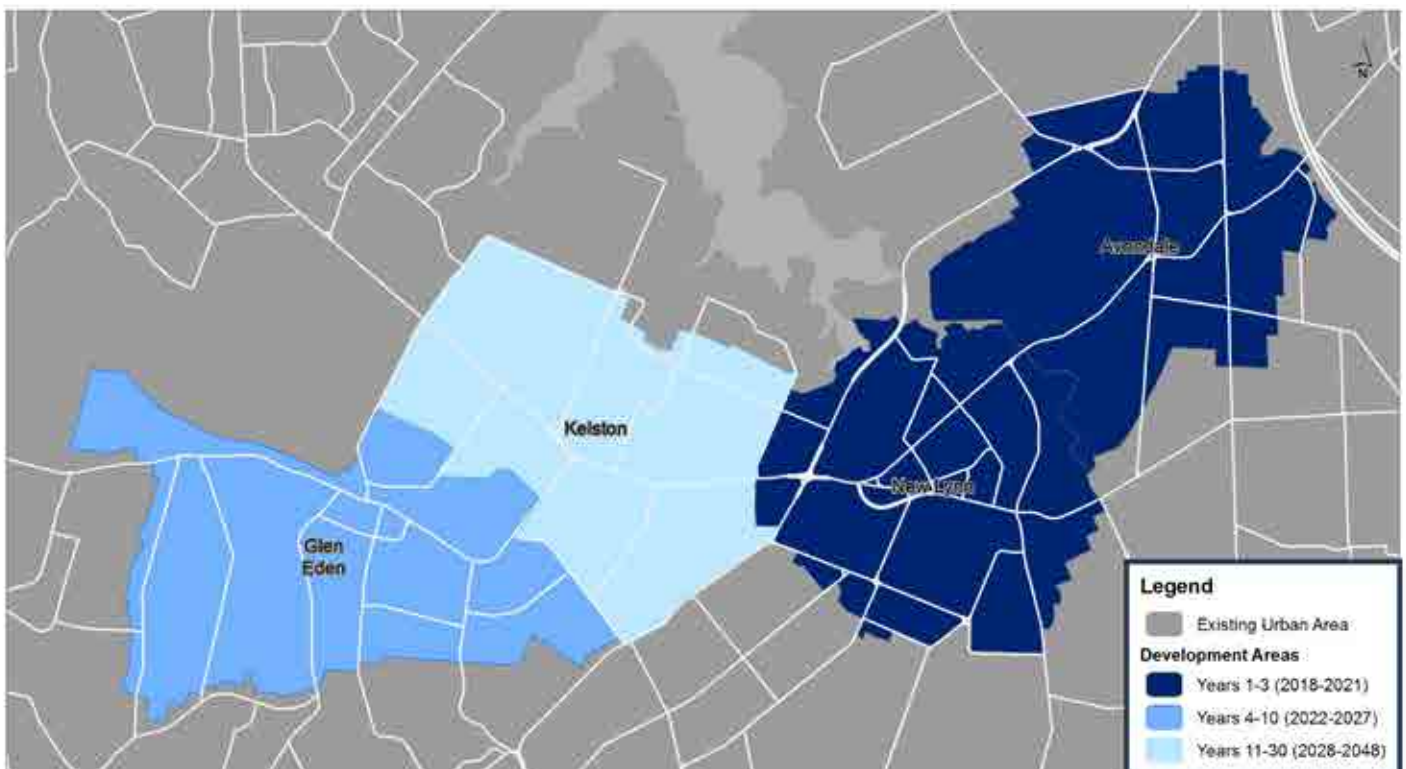 N
Avondale
Kelston
New Lynn
Glen
Eden
Legend
Existing Urban Area
Development Areas
Years 1-3 (2018-2021)
Years 4-10 (2022-2027)
Years 11-30 (2028-2048)